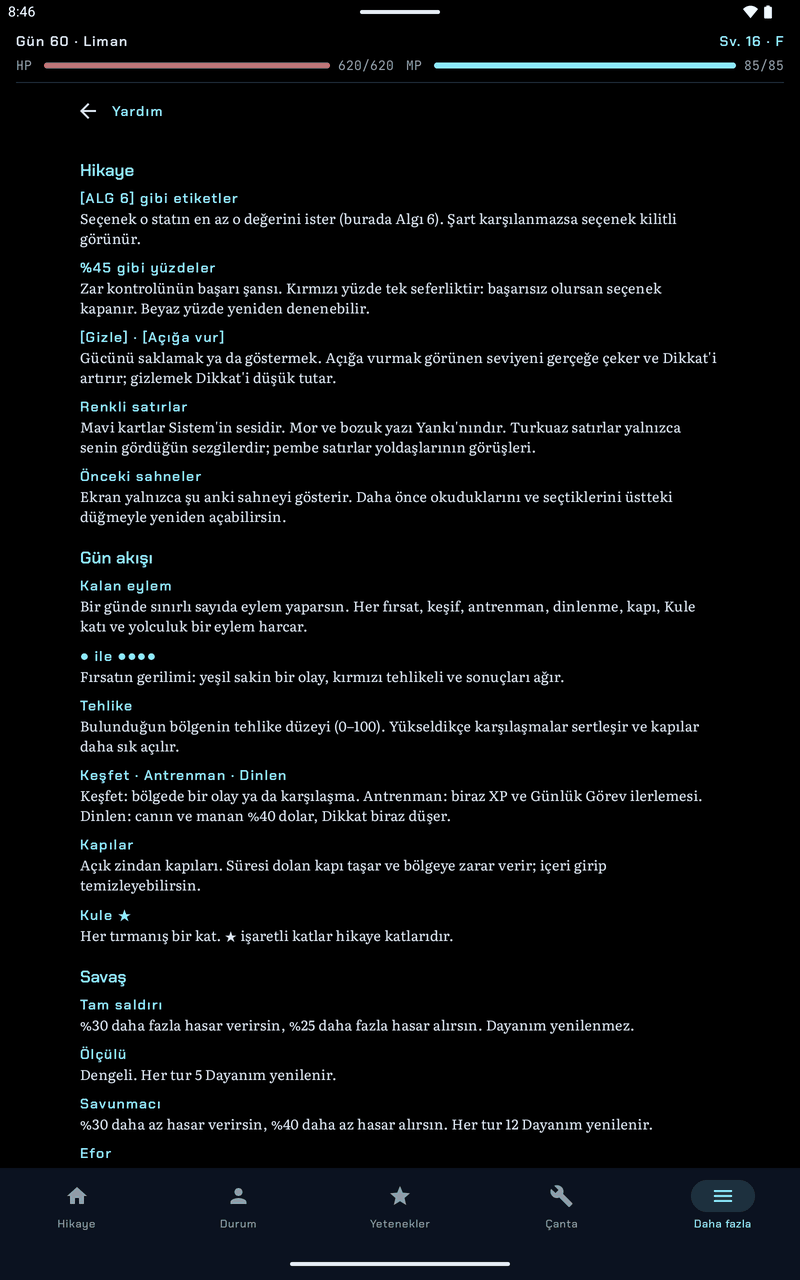 8:46
Gün 60 · Liman
Sv. 16 · F
HP 620/620 MP 85/85
Yardım
Hikaye
[ALG 6] gibi etiketler
Seçenek o statın en az o değerini ister (burada Algı 6). Şart karşılanmazsa seçenek kilitli
görünür.
%45 gibi yüzdeler
Zar kontrolünün başarı şansı. Kırmızı yüzde tek seferliktir: başarısız olursan seçenek
kapanır. Beyaz yüzde yeniden denenebilir.
[Gizle] · [Açığa vur]
Gücünü saklamak ya da göstermek. Açığa vurmak görünen seviyeni gerçeğe çeker ve Dikkat'i
artırır; gizlemek Dikkat'i düşük tutar.
Renkli satırlar
Mavi kartlar Sistem'in sesidir. Mor ve bozuk yazı Yankı'nındır. Turkuaz satırlar yalnızca
senin gördüğün sezgilerdir; pembe satırlar yoldaşlarının görüşleri.
Önceki sahneler
Ekran yalnızca şu anki sahneyi gösterir. Daha önce okuduklarını ve seçtiklerini üstteki
düğmeyle yeniden açabilirsin.
Gün akışı
Kalan eylem
Bir günde sınırlı sayıda eylem yaparsın. Her fırsat, keşif, antrenman, dinlenme, kapı, Kule
katı ve yolculuk bir eylem harcar.
● ile ●●●●
Fırsatın gerilimi: yeşil sakin bir olay, kırmızı tehlikeli ve sonuçları ağır.
Tehlike
Bulunduğun bölgenin tehlike düzeyi (0–100). Yükseldikçe karşılaşmalar sertleşir ve kapılar
daha sık açılır.
Keşfet · Antrenman · Dinlen
Keşfet: bölgede bir olay ya da karşılaşma. Antrenman: biraz XP ve Günlük Görev ilerlemesi.
Dinlen: canın ve manan %40 dolar, Dikkat biraz düşer.
Kapılar
Açık zindan kapıları. Süresi dolan kapı taşar ve bölgeye zarar verir; içeri girip
temizleyebilirsin.
Kule ★
Her tırmanış bir kat. ★ işaretli katlar hikaye katlarıdır.
Savaş
Tam saldırı
%30 daha fazla hasar verirsin, %25 daha fazla hasar alırsın. Dayanım yenilenmez.
Ölçülü
Dengeli. Her tur 5 Dayanım yenilenir.
Savunmacı
%30 daha az hasar verirsin, %40 daha az hasar alırsın. Her tur 12 Dayanım yenilenir.
Efor
Hikaye
Durum
Yetenekler
Çanta
Daha fazla